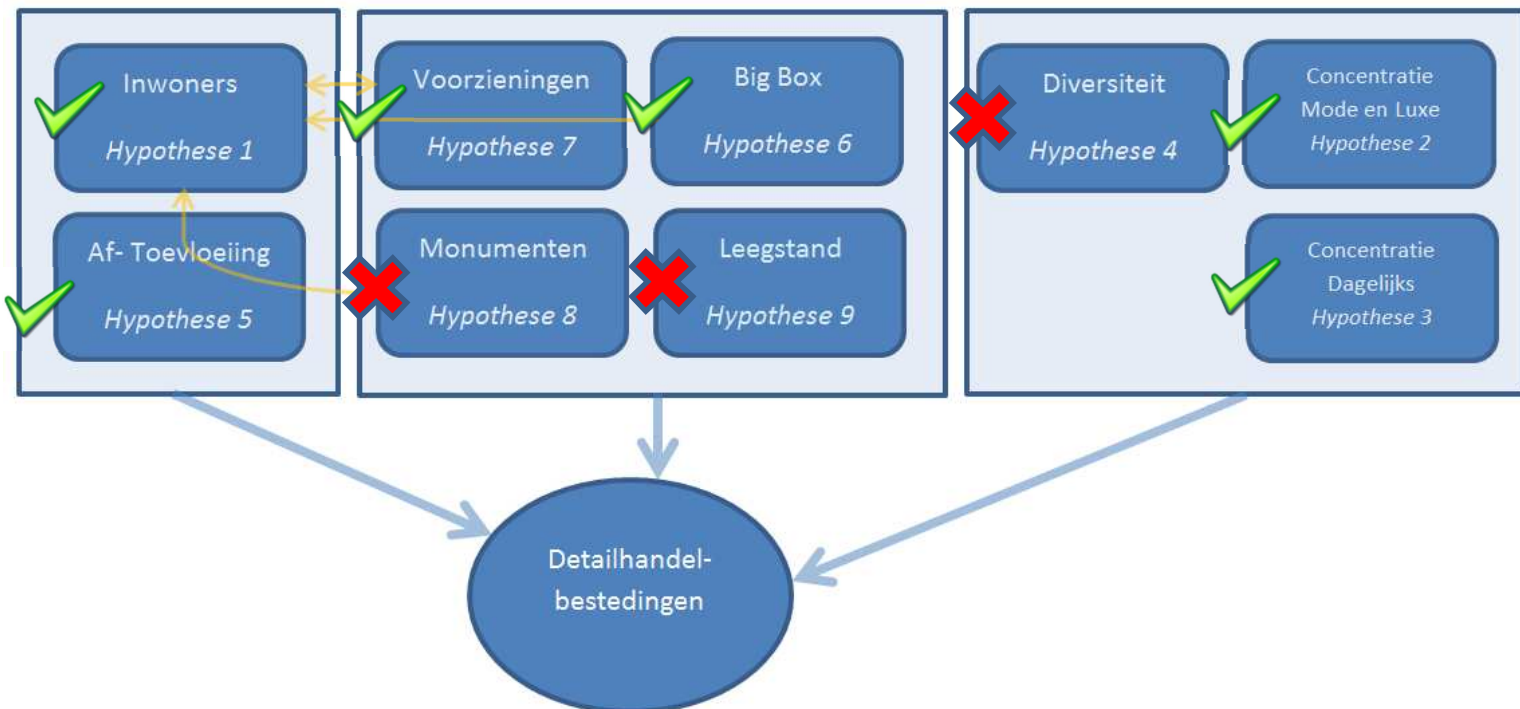 Inwoners
Hypothese 1
Af- Toevloeiing
Hypothese 5
Voorzieningen
Hypothese 7
Big Box
Hypothese 6
Monumenten
Hypothese 8
Leegstand
Hypothese 9
Diversiteit
Hypothese 4
Concentratie
Mode en Luxe
Hypothese 2
Concentratie
Dagelijks
Hypothese 3
Detailhandel-
bestedingen